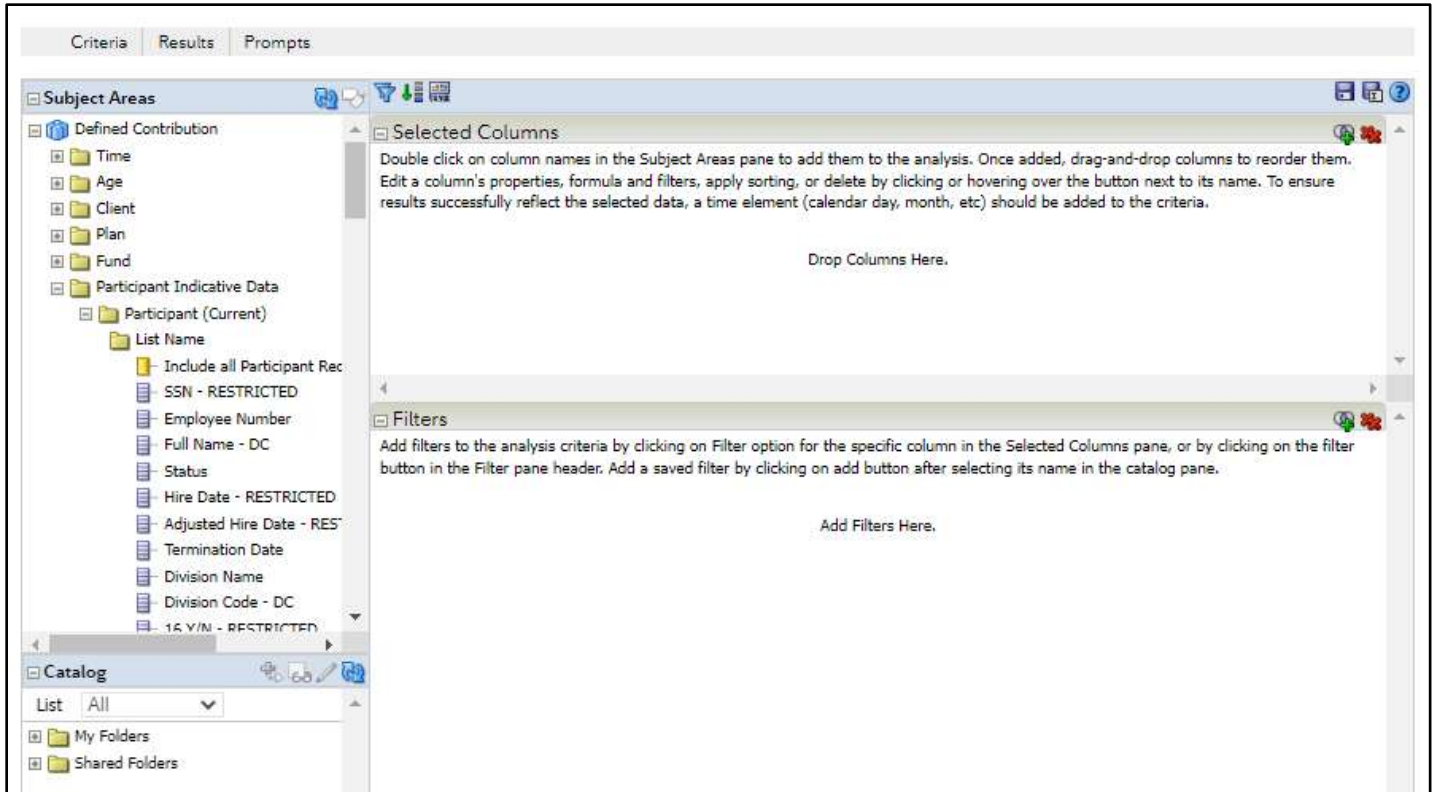 Criteria Results Prompts
Subject Areas
Defined Contribution
Time
Age
Client
Plan
Fund
Participant Indicative Data
Participant (Current)
List Name
Include all Participant Rec
SSN - RESTRICTED
Employee Number
Full Name - DC
Status
Hire Date - RESTRICTED
Adjusted Hire Date - RES
Termination Date
Division Name
Division Code - DC
16 Y/N - RESTRICTED
Catalog
List All
My Folders
Shared Folders
Selected Columns
Double click on column names in the Subject Areas pane to add them to the analysis. Once added, drag-and-drop columns to reorder them.
Edit a column's properties, formula and filters, apply sorting, or delete by clicking or hovering over the button next to its name. To ensure
results successfully reflect the selected data, a time element (calendar day, month, etc) should be added to the criteria.
Drop Columns Here.
Filters
Add filters to the analysis criteria by clicking on Filter option for the specific column in the Selected Columns pane, or by clicking on the filter
button in the Filter pane header. Add a saved filter by clicking on add button after selecting its name in the catalog pane.
Add Filters Here.